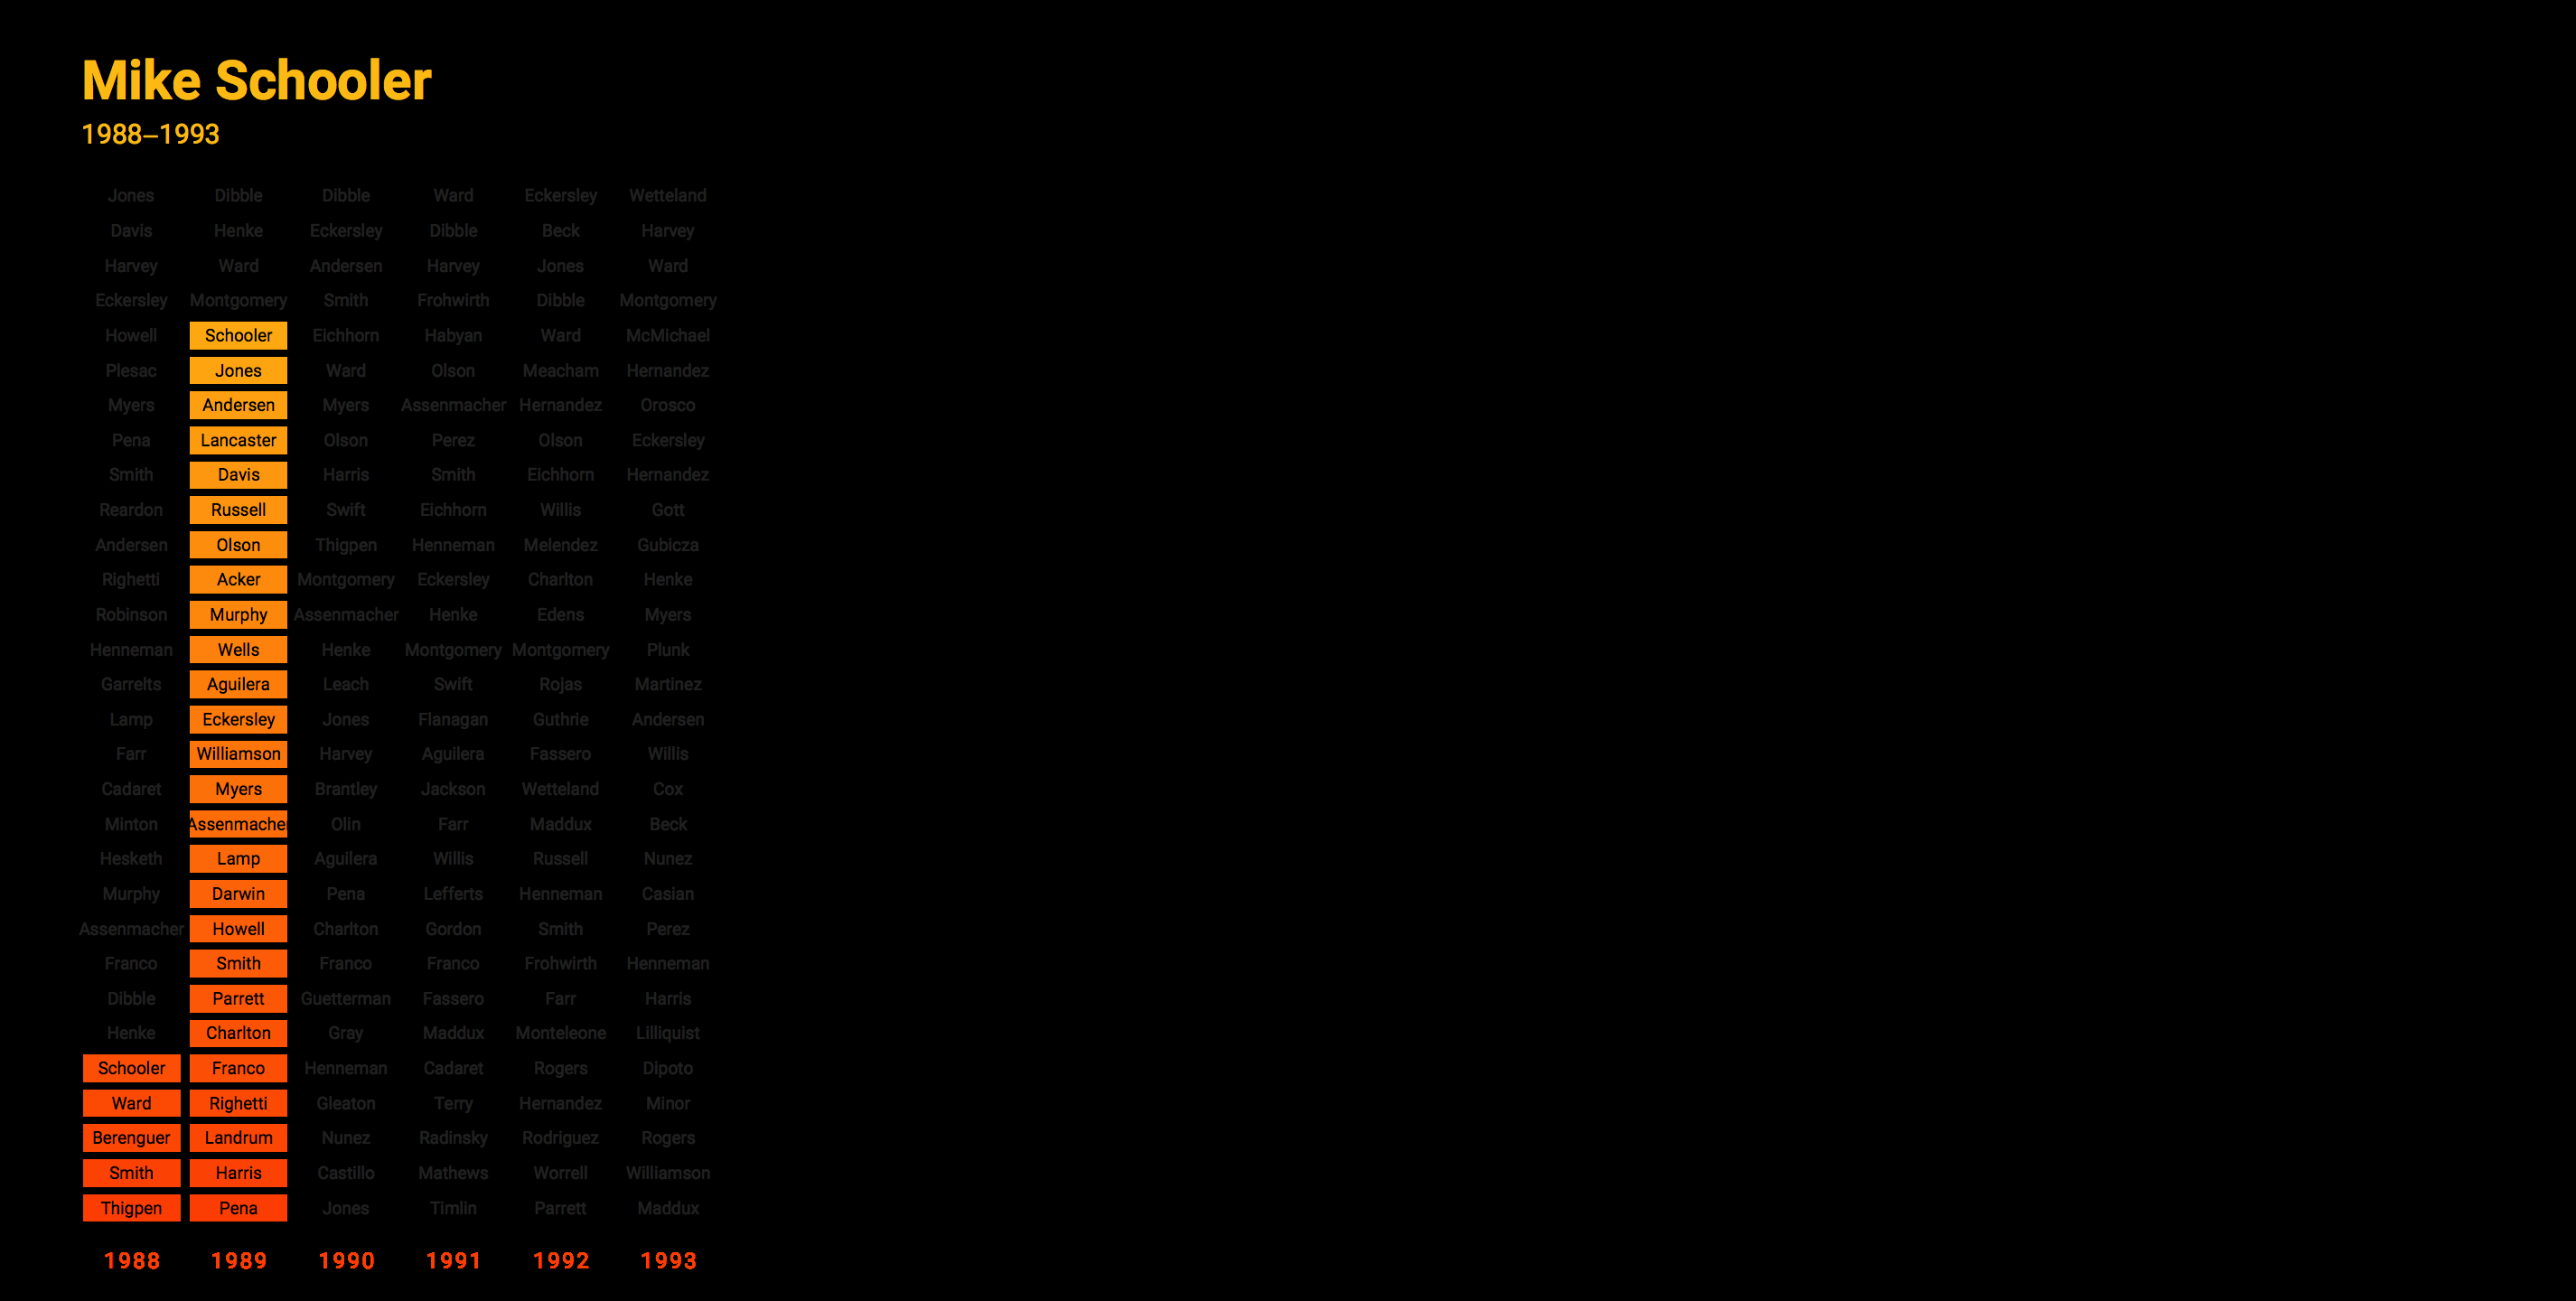 Mike Schooler
1988–1993
Jones Dibble Dibble Ward Eckersley Wetteland
Davis Henke Eckersley Dibble Beck Harvey
Harvey Ward Andersen Harvey Jones Ward
Eckersley Montgomery Smith Frohwirth Dibble Montgomery
Howell Schooler Eichhorn Habyan Ward McMichael
Plesac Jones Ward Olson Meacham Hernandez
Myers Andersen Myers Assenmacher Hernandez Orosco
Pena Lancaster Olson Perez Olson Eckersley
Smith Davis Harris Smith Eichhorn Hernandez
Reardon Russell Swift Eichhorn Willis Gott
Andersen Olson Thigpen Henneman Melendez Gubicza
Righetti Acker Montgomery Eckersley Charlton Henke
Robinson Murphy Assenmacher Henke Edens Myers
Henneman Wells Henke Montgomery Montgomery Plunk
Garrelts Aguilera Leach Swift Rojas Martinez
Lamp Eckersley Jones Flanagan Guthrie Andersen
Farr Williamson Harvey Aguilera Fassero Willis
Cadaret Myers Brantley Jackson Wetteland Cox
Minton Assenmacher Olin Farr Maddux Beck
Hesketh Lamp Aguilera Willis Russell Nunez
Murphy Darwin Pena Lefferts Henneman Casian
Assenmacher Howell Charlton Gordon Smith Perez
Franco Smith Franco Franco Frohwirth Henneman
Dibble Parrett Guetterman Fassero Farr Harris
Henke Charlton Gray Maddux Monteleone Lilliquist
Schooler Franco Henneman Cadaret Rogers Dipoto
Ward Righetti Gleaton Terry Hernandez Minor
Berenguer Landrum Nunez Radinsky Rodriguez Rogers
Smith Harris Castillo Mathews Worrell Williamson
Thigpen Pena Jones Timlin Parrett Maddux
1988 1989 1990 1991 1992 1993